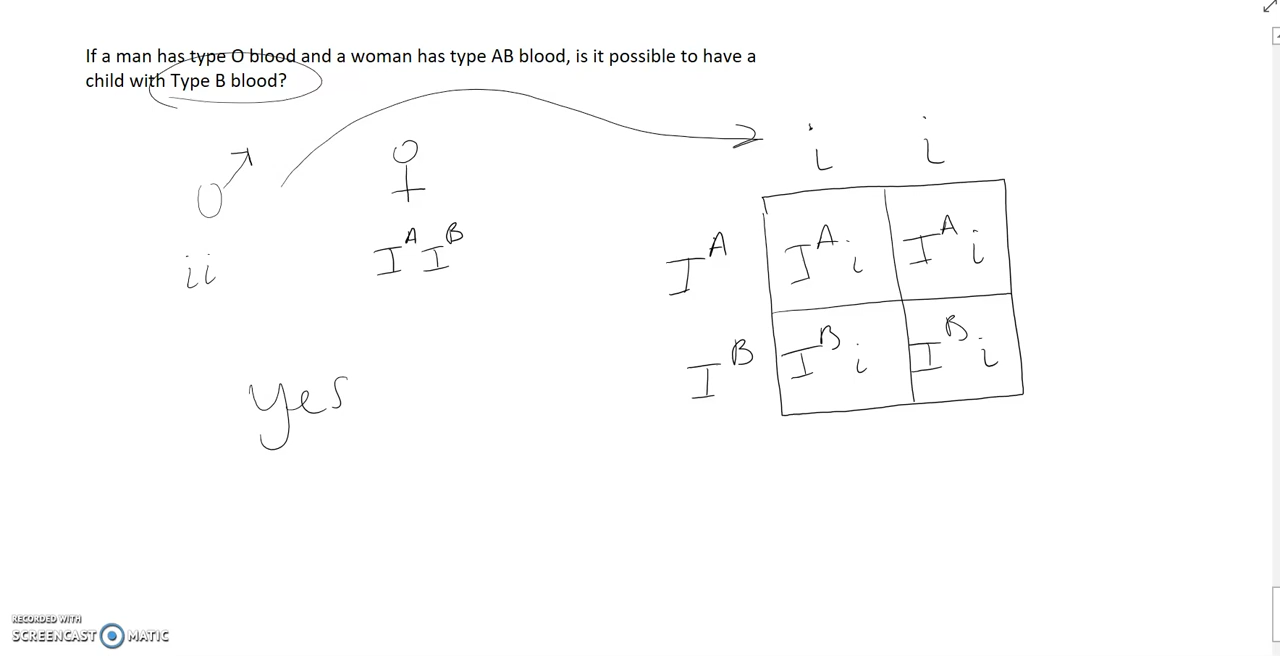 If a man has type O blood and a woman has type AB blood, is it possible to have a
child with Type B blood?
i i
ii
I^A I^B
I^A
I^A i
I^A i
I^B
I^B i
I^B i
yes
RECORDED WITH
SCREENCAST MATIC